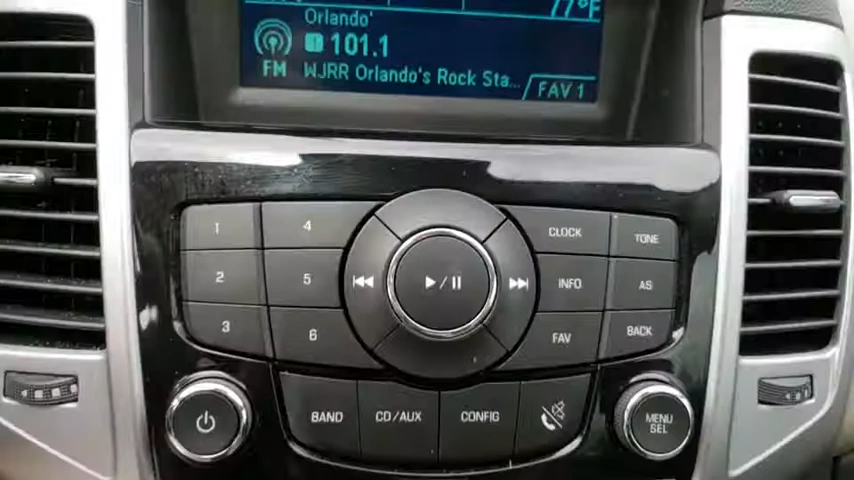 77°F
Orlando'
1 101.1
FM
WJRR Orlando's Rock Sta...
FAV 1
1 4 CLOCK TONE
2 5 INFO AS
3 6 FAV BACK
BAND CD/AUX CONFIG
MENU
SEL